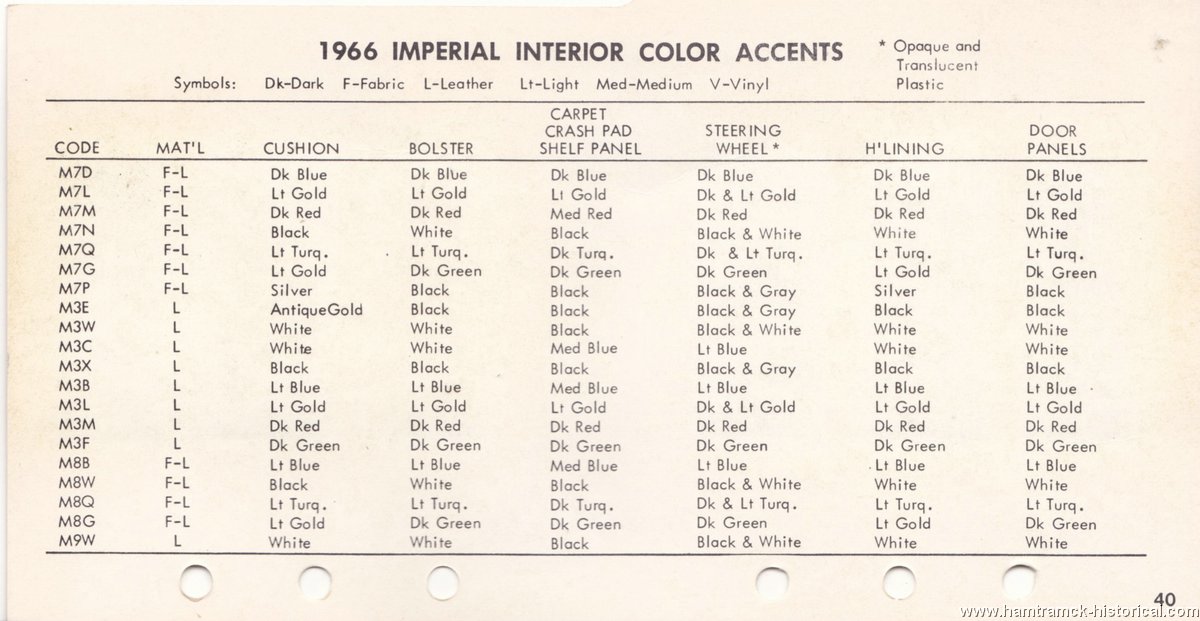 1966 IMPERIAL INTERIOR COLOR ACCENTS * Opaque and
Translucent
Plastic
Symbols: Dk-Dark F-Fabric L-Leather Lt-Light Med-Medium V-Vinyl
CARPET
CRASH PAD STEERING DOOR
CODE MAT'L CUSHION BOLSTER SHELF PANEL WHEEL* H'LINING PANELS
M7D F-L Dk Blue Dk Blue Dk Blue Dk Blue Dk Blue Dk Blue
M7L F-L Lt Gold Lt Gold Lt Gold Dk & Lt Gold Lt Gold Lt Gold
M7M F-L Dk Red Dk Red Med Red Dk Red Dk Red Dk Red
M7N F-L Black White Black Black & White White White
M7Q F-L Lt Turq. Lt Turq. Dk Turq. Dk & Lt Turq. Lt Turq. Lt Turq.
M7G F-L Lt Gold Dk Green Dk Green Dk Green Lt Gold Dk Green
M7P F-L Silver Black Black Black & Gray Silver Black
M3E L AntiqueGold Black Black Black & Gray Black Black
M3W L White White Black Black & White White White
M3C L White White Med Blue Lt Blue White White
M3X L Black Black Black Black & Gray Black Black
M3B L Lt Blue Lt Blue Med Blue Lt Blue Lt Blue Lt Blue
M3L L Lt Gold Lt Gold Lt Gold Dk & Lt Gold Lt Gold Lt Gold
M3M L Dk Red Dk Red Dk Red Dk Red Dk Red Dk Red
M3F L Dk Green Dk Green Dk Green Dk Green Dk Green Dk Green
M8B F-L Lt Blue Lt Blue Med Blue Lt Blue Lt Blue Lt Blue
M8W F-L Black White Black Black & White White White
M8Q F-L Lt Turq. Lt Turq. Dk Turq. Dk & Lt Turq. Lt Turq. Lt Turq.
M8G F-L Lt Gold Dk Green Dk Green Dk Green Lt Gold Dk Green
M9W L White White Black Black & White White White
40
www.hamtramck-historical.com